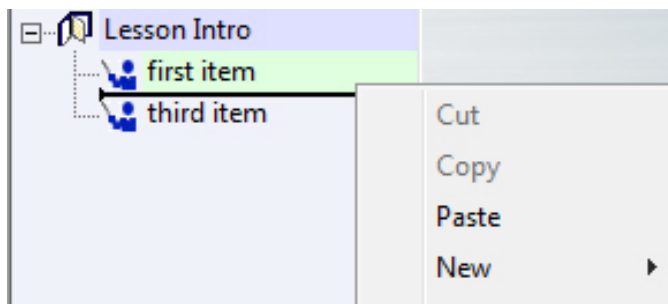 Lesson Intro
first item
third item
Cut
Copy
Paste
New